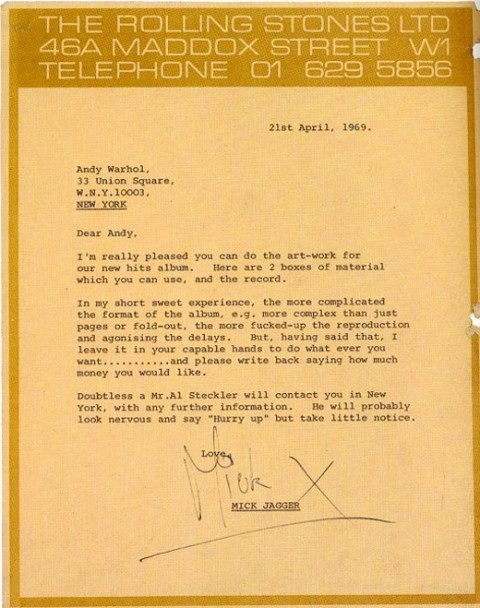 THE ROLLING STONES LTD
46A MADDOX STREET W1
TELEPHONE 01 629 5856
21st April, 1969.
Andy Warhol,
33 Union Square,
W.N.Y.10003,
NEW YORK
Dear Andy,
I'm really pleased you can do the art-work for
our new hits album. Here are 2 boxes of material
which you can use, and the record.
In my short sweet experience, the more complicated
the format of the album, e.g. more complex than just
pages or fold-out, the more fucked-up the reproduction
and agonising the delays. But, having said that, I
leave it in your capable hands to do what ever you
want...........and please write back saying how much
money you would like.
Doubtless a Mr.Al Steckler will contact you in New
York, with any further information. He will probably
look nervous and say "Hurry up" but take little notice.
Love,
Mick X
MICK JAGGER